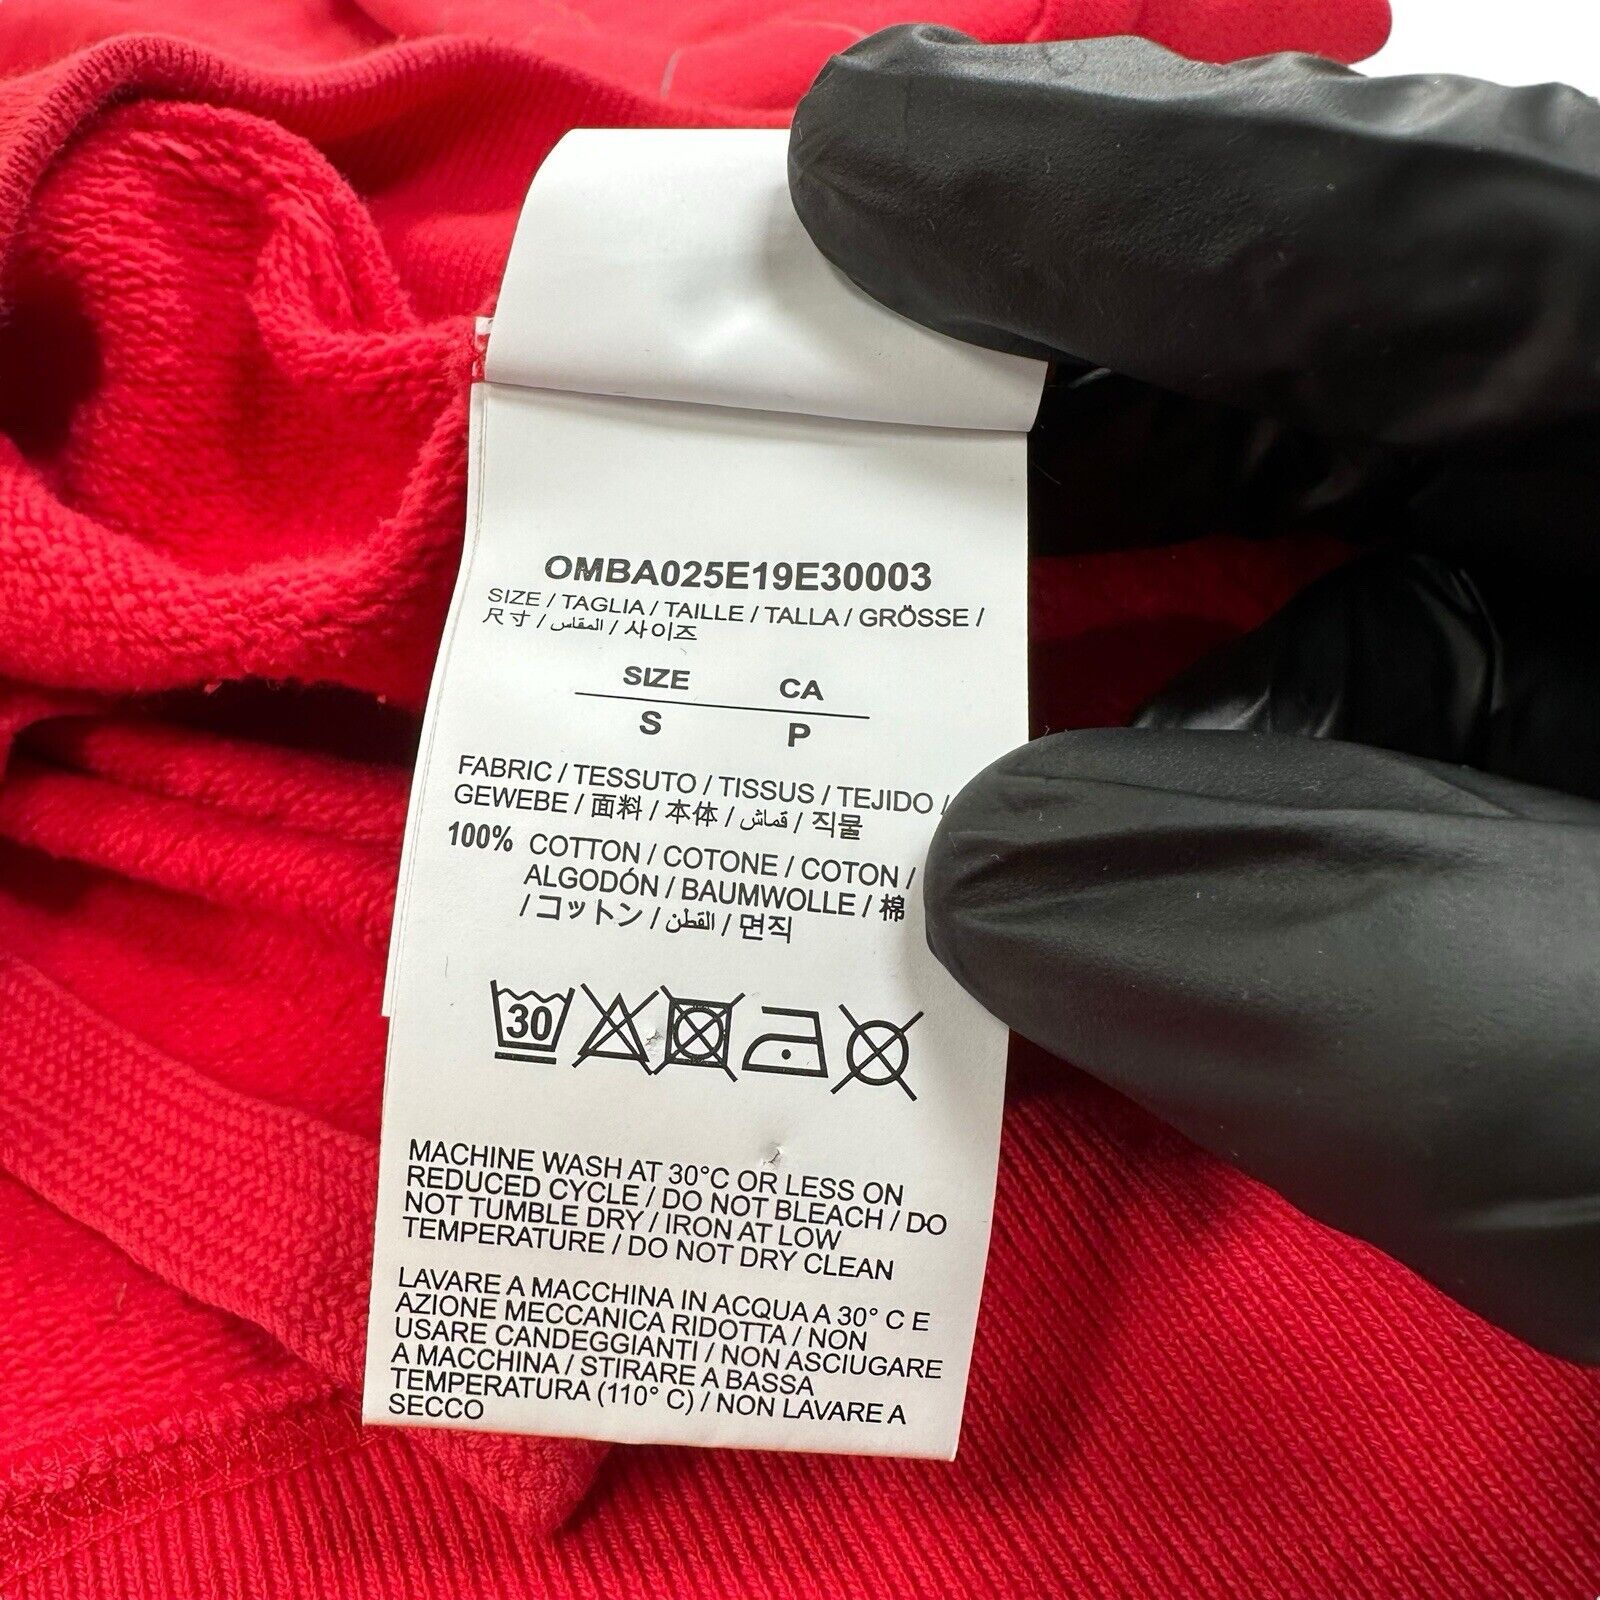 OMBA025E19E30003
SIZE / TAGLIA / TAILLE / TALLA / GRÖSSE /
尺寸 / المقاس / 사이즈
SIZE CA
S P
FABRIC / TESSUTO / TISSUS / TEJIDO /
GEWEBE / 面料 / 本体 / قماش / 직물
100% COTTON / COTONE / COTON /
ALGODÓN / BAUMWOLLE / 棉
/ コットン / القطن / 면직
30
MACHINE WASH AT 30°C OR LESS ON
REDUCED CYCLE / DO NOT BLEACH / DO
NOT TUMBLE DRY / IRON AT LOW
TEMPERATURE / DO NOT DRY CLEAN
LAVARE A MACCHINA IN ACQUA A 30° C E
AZIONE MECCANICA RIDOTTA / NON
USARE CANDEGGIANTI / NON ASCIUGARE
A MACCHINA / STIRARE A BASSA
TEMPERATURA (110° C) / NON LAVARE A
SECCO